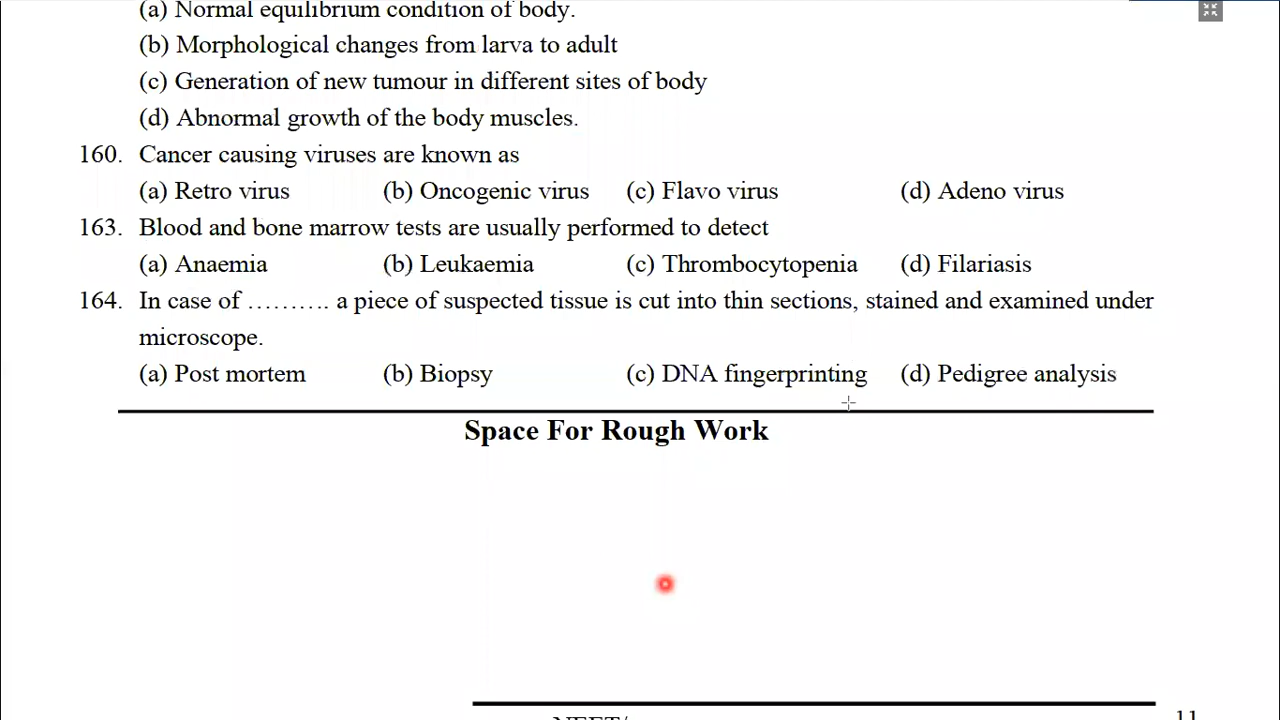 (a) Normal equilibrium condition of body.
(b) Morphological changes from larva to adult
(c) Generation of new tumour in different sites of body
(d) Abnormal growth of the body muscles.
160. Cancer causing viruses are known as
(a) Retro virus (b) Oncogenic virus (c) Flavo virus (d) Adeno virus
163. Blood and bone marrow tests are usually performed to detect
(a) Anaemia (b) Leukaemia (c) Thrombocytopenia (d) Filariasis
164. In case of ………. a piece of suspected tissue is cut into thin sections, stained and examined under
microscope.
(a) Post mortem (b) Biopsy (c) DNA fingerprinting (d) Pedigree analysis
Space For Rough Work
NEET/ 11